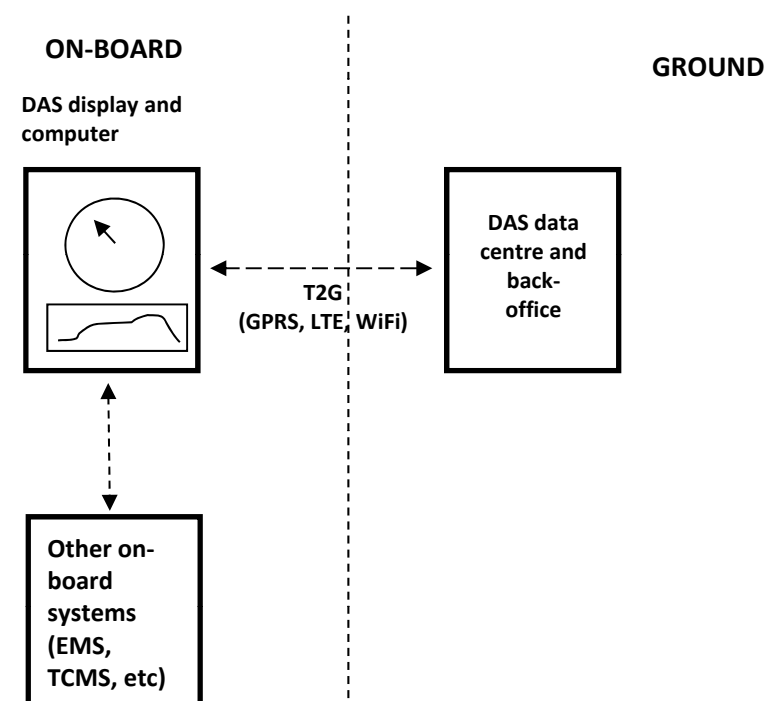 ON-BOARD
GROUND
DAS display and
computer
DAS data
centre and
back-
office
T2G
(GPRS, LTE, WiFi)
Other on-
board
systems
(EMS,
TCMS, etc)